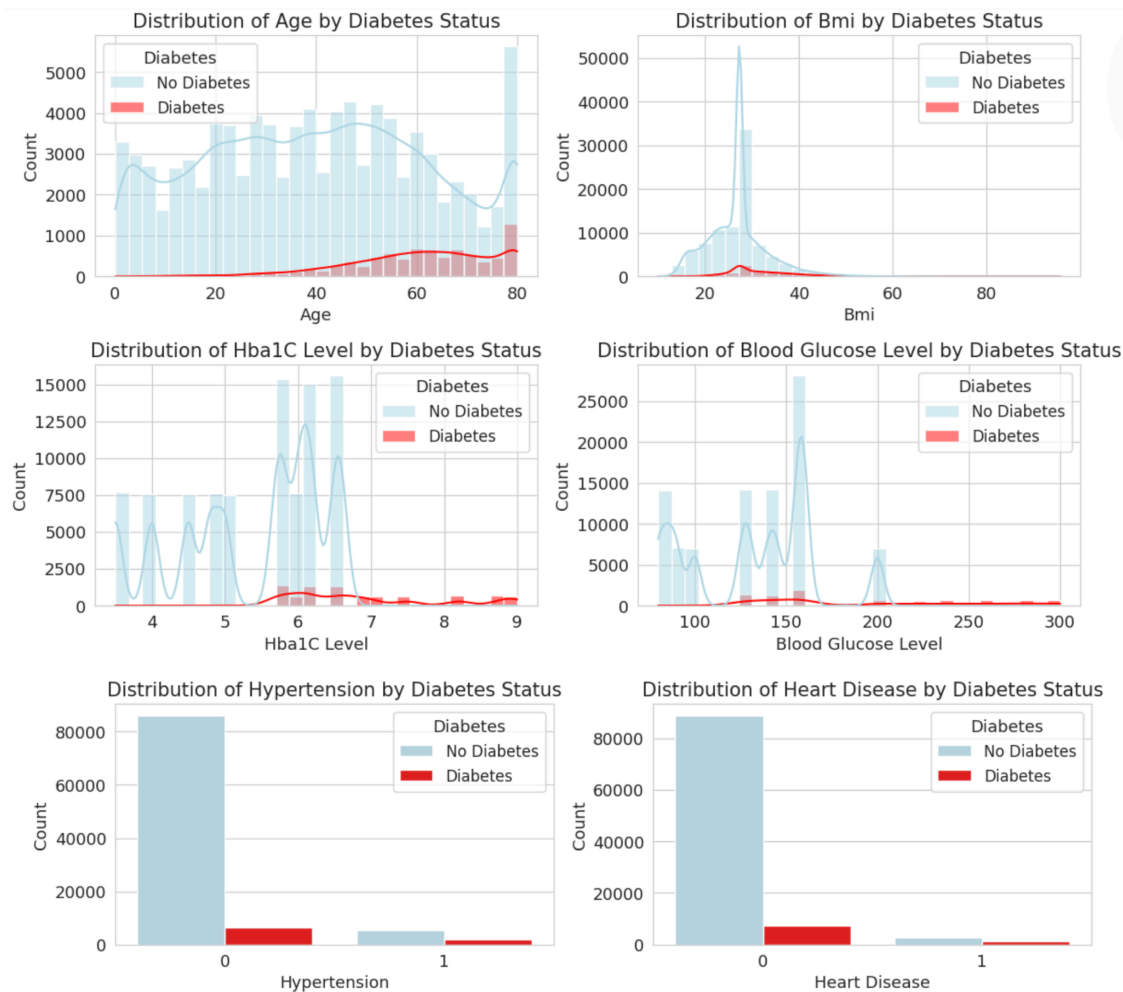 Distribution of Age by Diabetes Status
Diabetes
No Diabetes
Diabetes
5000
4000
3000
2000
1000
0
Count
0 20 40 60 80
Age
Distribution of Bmi by Diabetes Status
Diabetes
No Diabetes
Diabetes
50000
40000
30000
20000
10000
0
Count
20 40 60 80
Bmi
Distribution of Hba1C Level by Diabetes Status
Diabetes
No Diabetes
Diabetes
15000
12500
10000
7500
5000
2500
0
Count
4 5 6 7 8 9
Hba1C Level
Distribution of Blood Glucose Level by Diabetes Status
Diabetes
No Diabetes
Diabetes
25000
20000
15000
10000
5000
0
Count
100 150 200 250 300
Blood Glucose Level
Distribution of Hypertension by Diabetes Status
Diabetes
No Diabetes
Diabetes
80000
60000
40000
20000
0
Count
0 1
Hypertension
Distribution of Heart Disease by Diabetes Status
Diabetes
No Diabetes
Diabetes
80000
60000
40000
20000
0
Count
0 1
Heart Disease